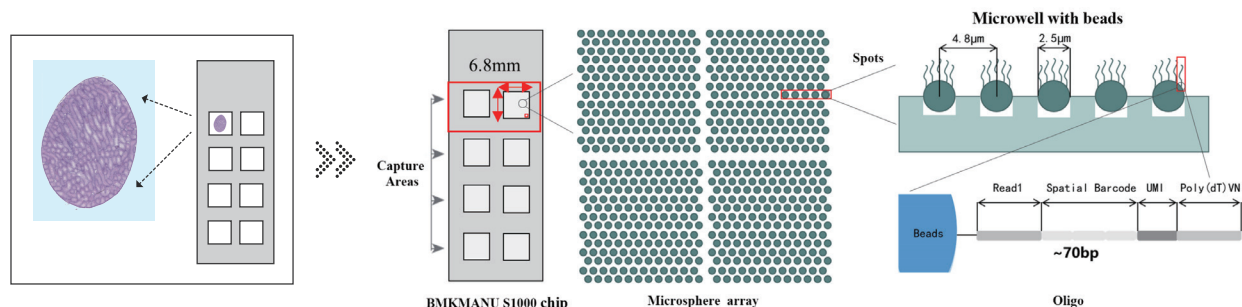 Microwell with beads
6.8mm
Spots
4.8μm
2.5μm
Capture
Areas
Read1
Spatial Barcode
UMI
Poly(dT)VN
Beads
~70bp
BMKMANU S1000 chip
Microsphere array
Oligo